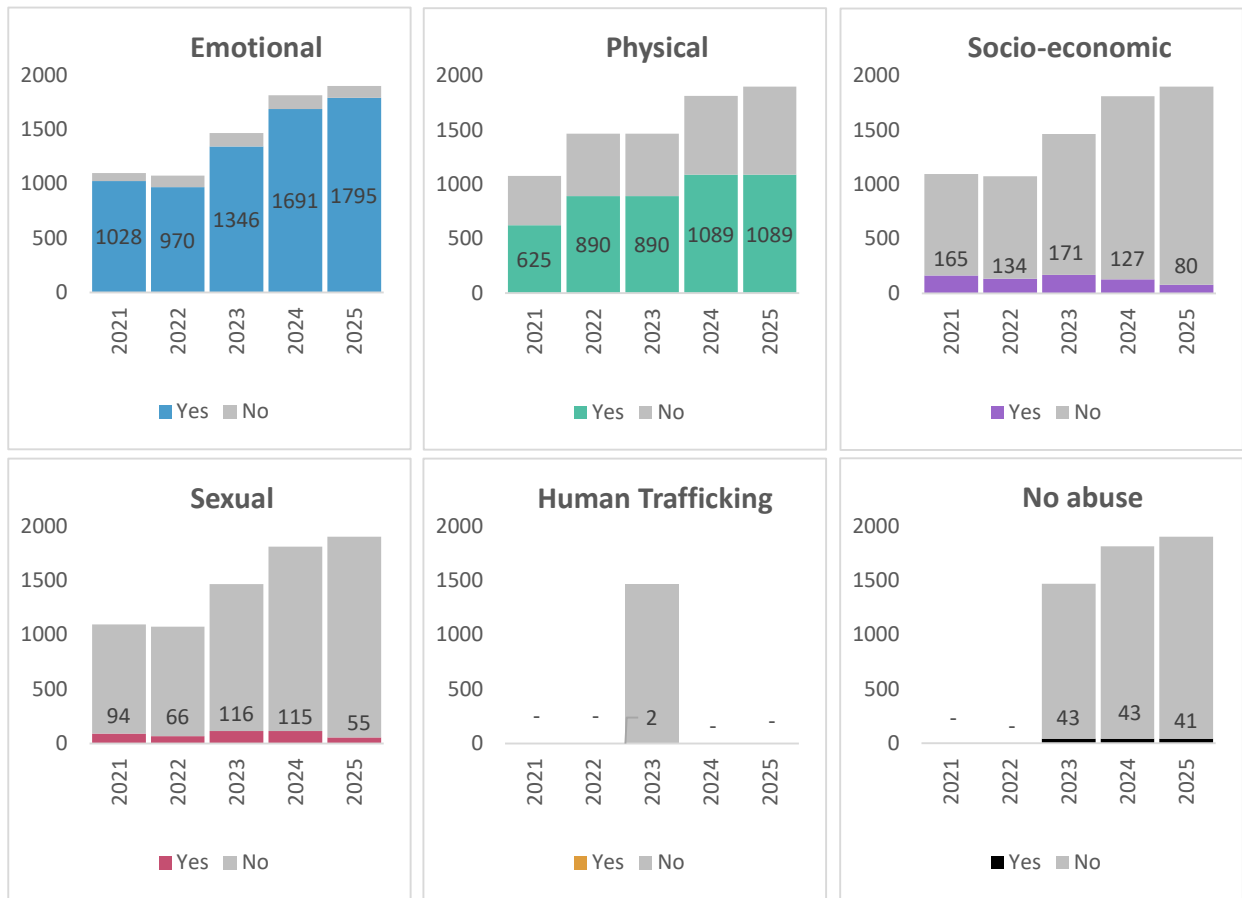 Emotional
2000
1500
1000
500
0
1028 970 1346 1691 1795
2021 2022 2023 2024 2025
Yes No
Physical
2000
1500
1000
500
0
625 890 890 1089 1089
2021 2022 2023 2024 2025
Yes No
Socio-economic
2000
1500
1000
500
0
165 134 171 127 80
2021 2022 2023 2024 2025
Yes No
Sexual
2000
1500
1000
500
0
94 66 116 115 55
2021 2022 2023 2024 2025
Yes No
Human Trafficking
2000
1500
1000
500
0
- - 2 - -
2021 2022 2023 2024 2025
Yes No
No abuse
2000
1500
1000
500
0
- - 43 43 41
2021 2022 2023 2024 2025
Yes No